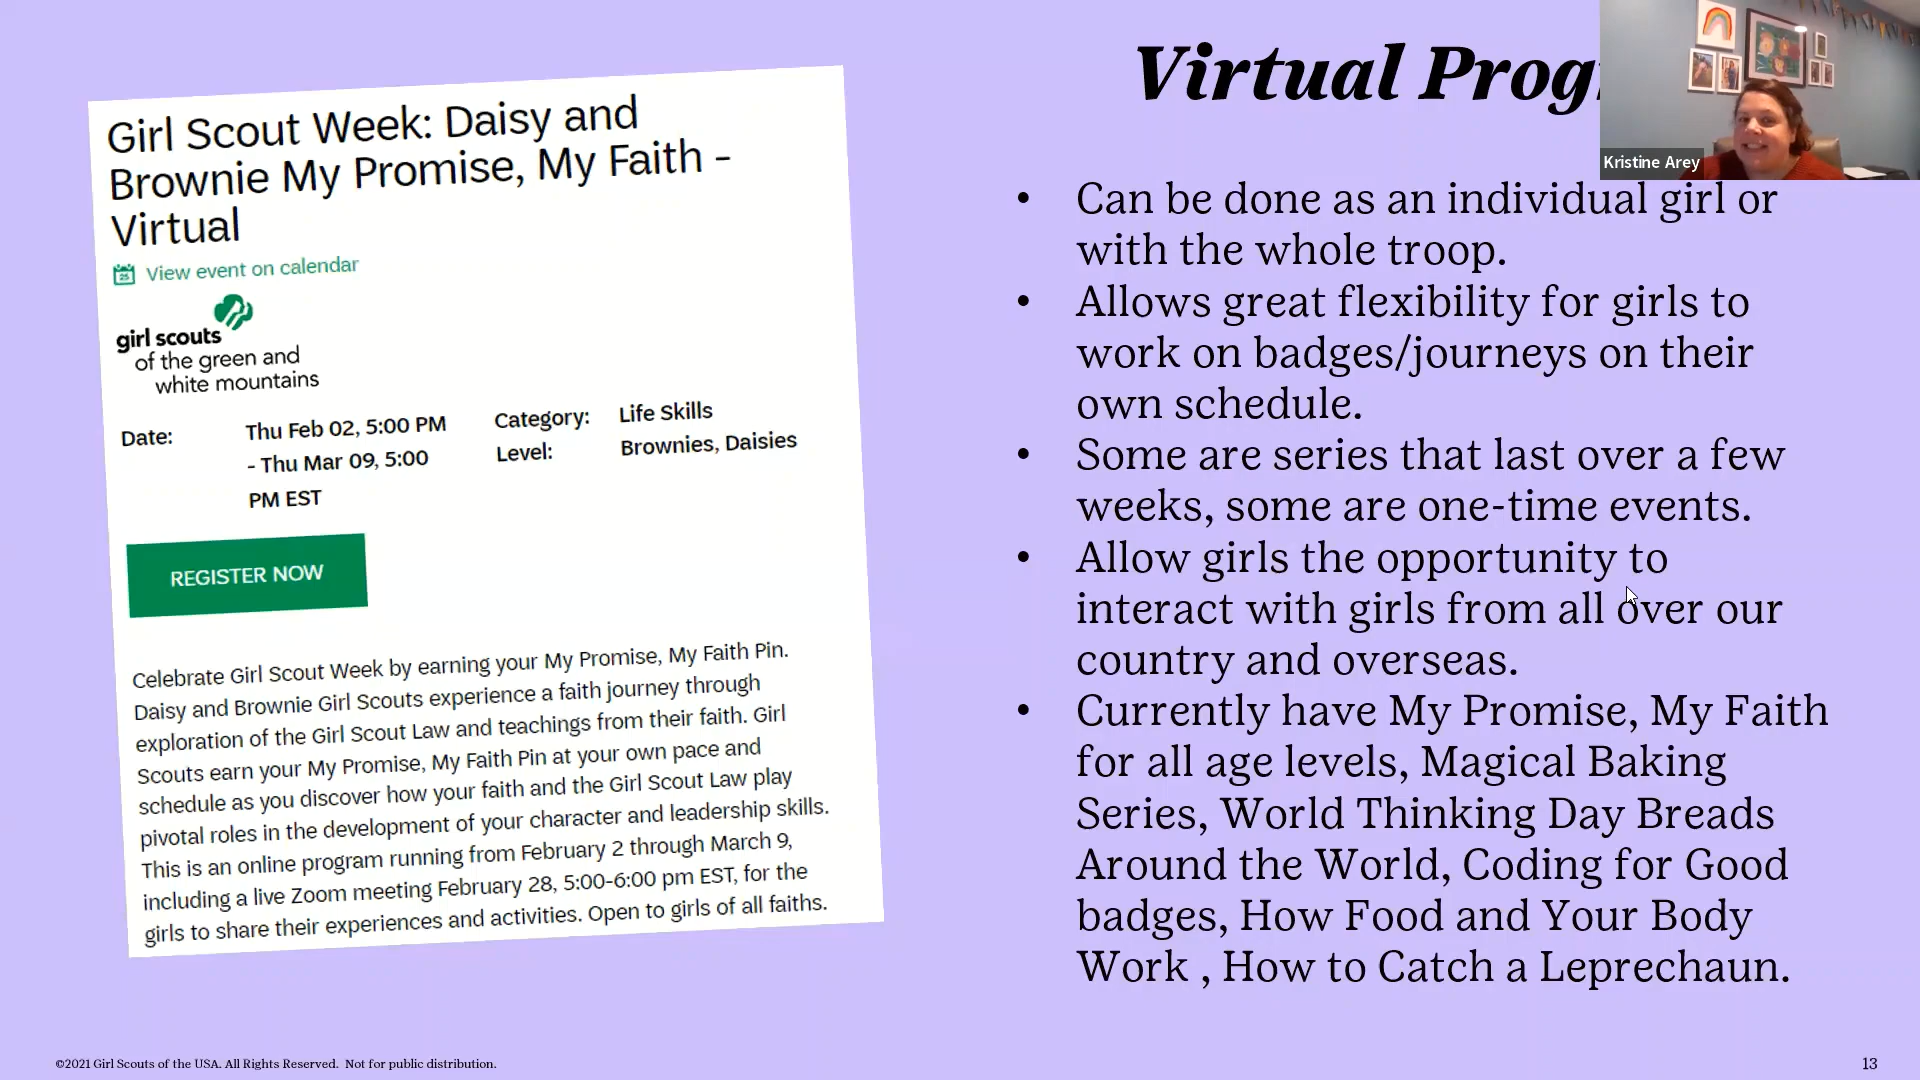 Girl Scout Week: Daisy and
Brownie My Promise, My Faith -
Virtual
View event on calendar
girl scouts
of the green and
white mountains
Date:
Thu Feb 02, 5:00 PM
- Thu Mar 09, 5:00
PM EST
Category:
Life Skills
Level:
Brownies, Daisies
REGISTER NOW
Celebrate Girl Scout Week by earning your My Promise, My Faith Pin.
Daisy and Brownie Girl Scouts experience a faith journey through
exploration of the Girl Scout Law and teachings from their faith. Girl
Scouts earn your My Promise, My Faith Pin at your own pace and
schedule as you discover how your faith and the Girl Scout Law play
pivotal roles in the development of your character and leadership skills.
This is an online program running from February 2 through March 9,
including a live Zoom meeting February 28, 5:00-6:00 pm EST, for the
girls to share their experiences and activities. Open to girls of all faiths.
Virtual Prog
Kristine Arey
• Can be done as an individual girl or
with the whole troop.
• Allows great flexibility for girls to
work on badges/journeys on their
own schedule.
• Some are series that last over a few
weeks, some are one-time events.
• Allow girls the opportunity to
interact with girls from all over our
country and overseas.
• Currently have My Promise, My Faith
for all age levels, Magical Baking
Series, World Thinking Day Breads
Around the World, Coding for Good
badges, How Food and Your Body
Work , How to Catch a Leprechaun.
©2021 Girl Scouts of the USA. All Rights Reserved. Not for public distribution.
13